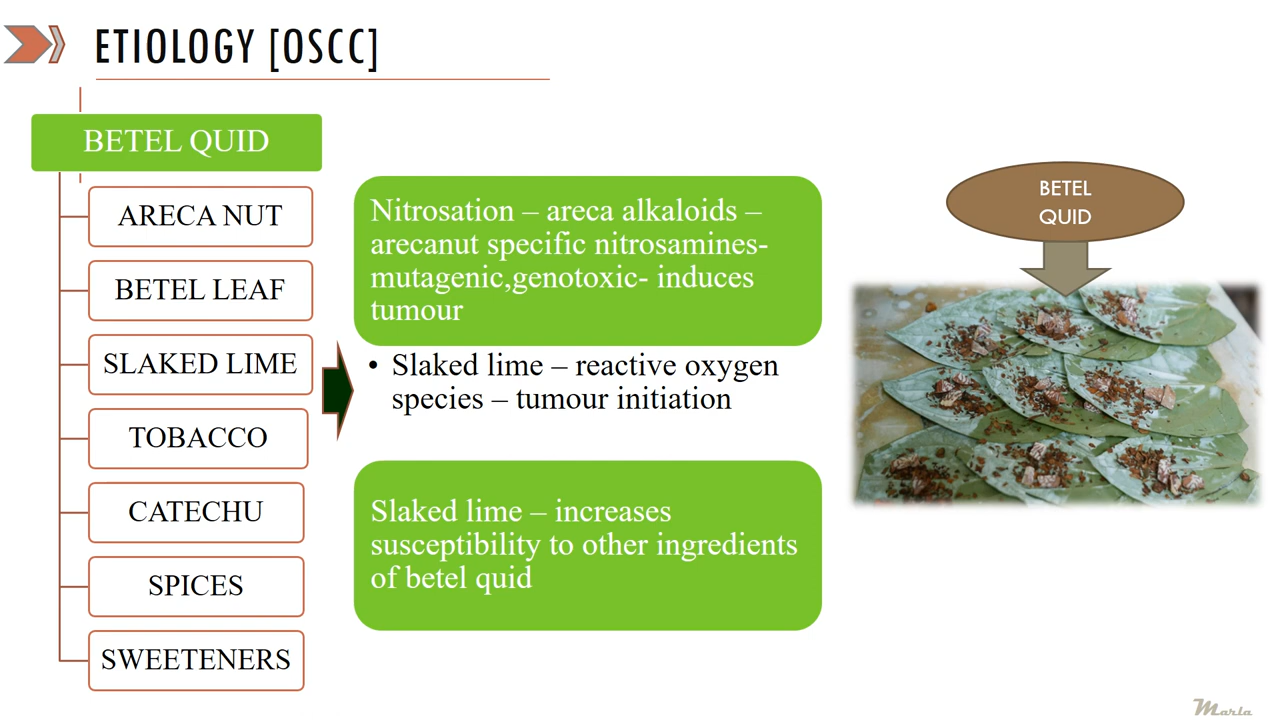 ETIOLOGY [OSCC]
BETEL QUID
ARECA NUT
BETEL LEAF
SLAKED LIME
TOBACCO
CATECHU
SPICES
SWEETENERS
Nitrosation – areca alkaloids –
arecanut specific nitrosamines-
mutagenic,genotoxic- induces
tumour
• Slaked lime – reactive oxygen
species – tumour initiation
Slaked lime – increases
susceptibility to other ingredients
of betel quid
BETEL
QUID
Marla